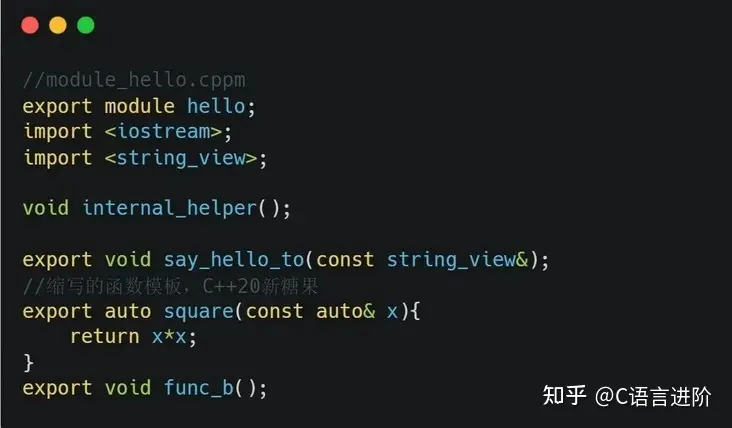 //module_hello.cppm
export module hello;
import <iostream>;
import <string_view>;
void internal_helper();
export void say_hello_to(const string_view&);
//缩写的函数模板，C++20新糖果
export auto square(const auto& x){
    return x*x;
}
export void func_b();
知乎 @C语言进阶